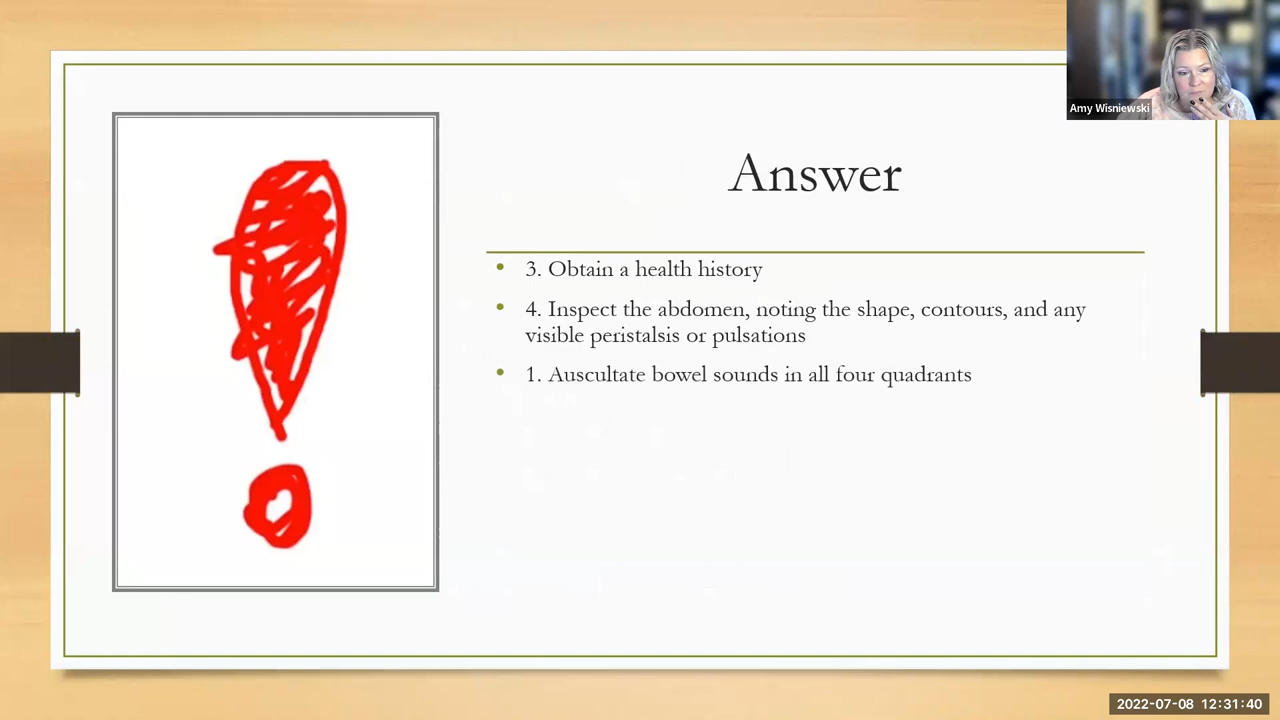 Amy Wisniewski
Answer
• 3. Obtain a health history
• 4. Inspect the abdomen, noting the shape, contours, and any
visible peristalsis or pulsations
• 1. Auscultate bowel sounds in all four quadrants
2022-07-08 12:31:40